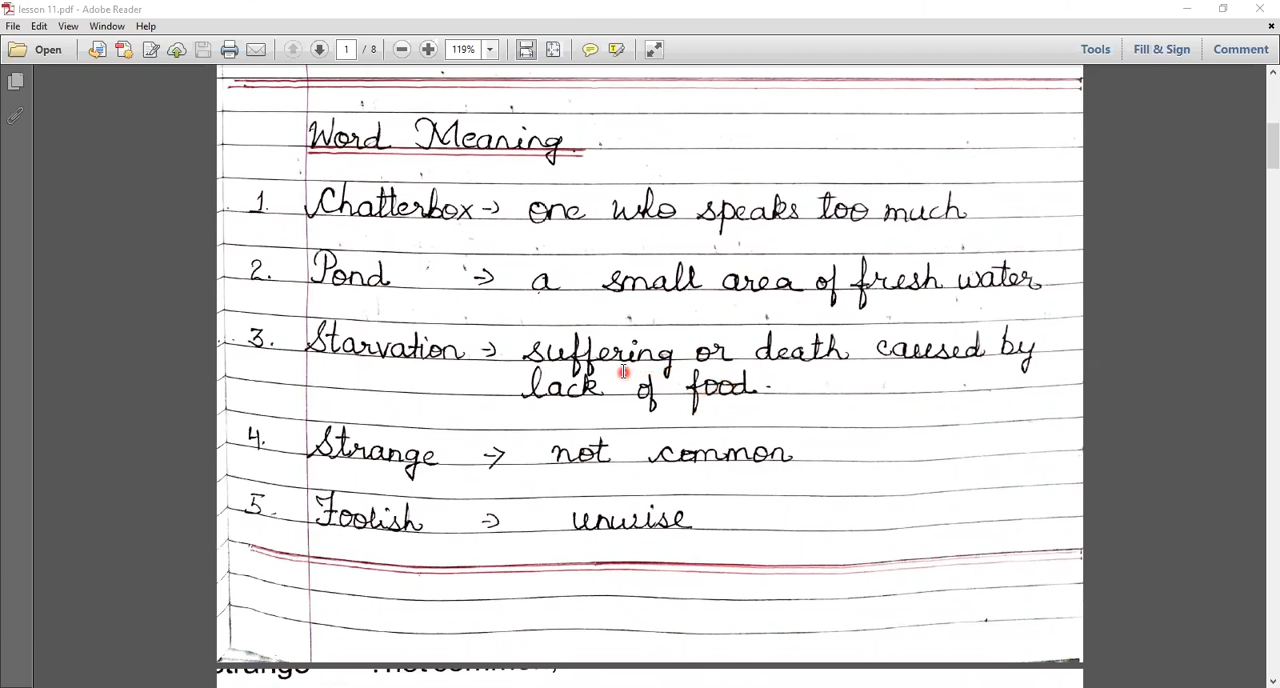 lesson 11.pdf - Adobe Reader
File Edit View Window Help
Open 1 / 8 119% Tools Fill & Sign Comment
Word Meaning
1. Chatterbox → one who speaks too much
2. Pond → a small area of fresh water
3. Starvation → suffering or death caused by
lack of food.
4. Strange → not common
5. Foolish → unwise